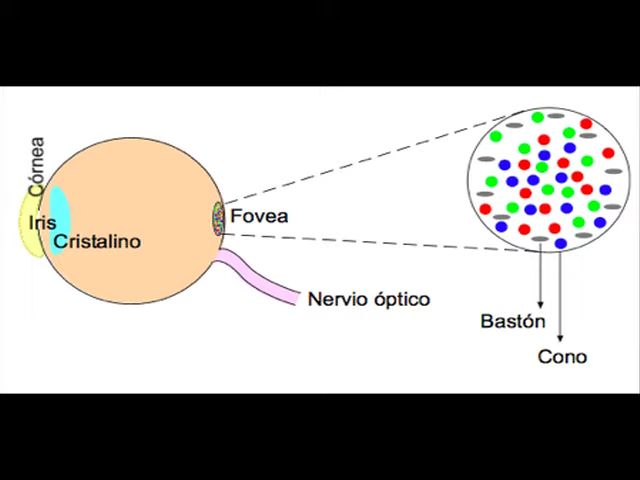 Córnea
Iris
Cristalino
Fovea
Nervio óptico
Bastón
Cono